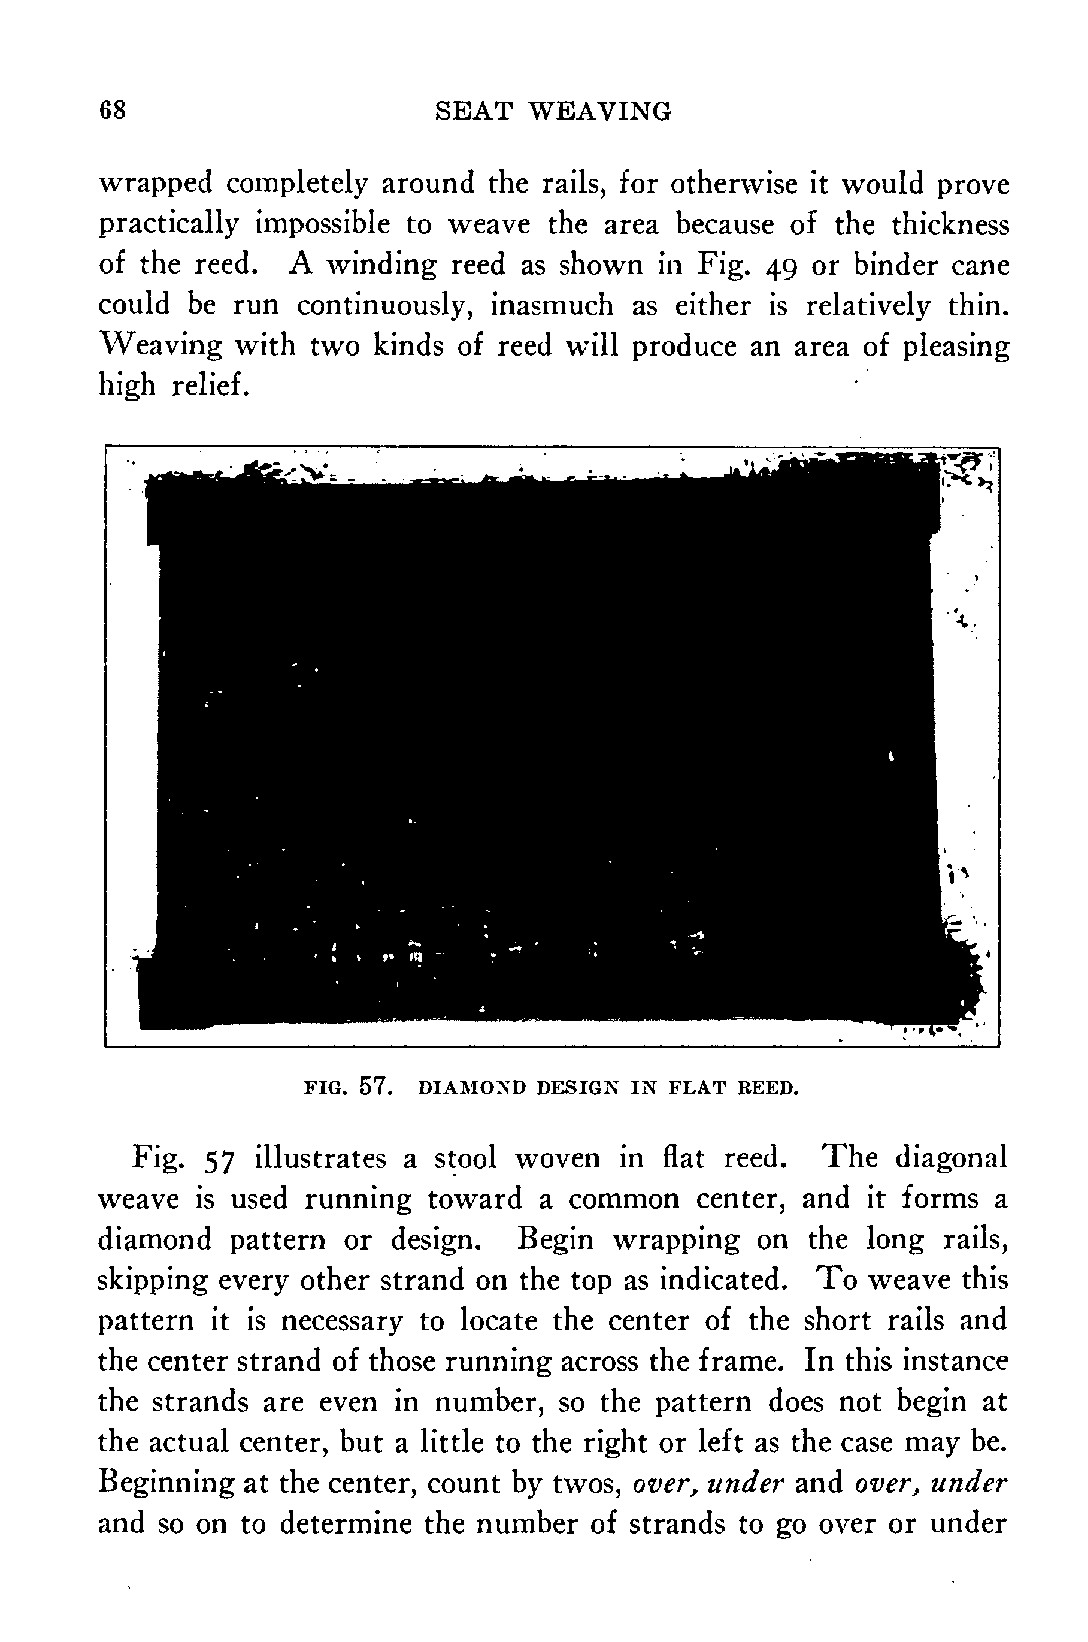 68 SEAT WEAVING
wrapped completely around the rails, for otherwise it would prove
practically impossible to weave the area because of the thickness
of the reed. A winding reed as shown in Fig. 49 or binder cane
could be run continuously, inasmuch as either is relatively thin.
Weaving with two kinds of reed will produce an area of pleasing
high relief.
FIG. 57. DIAMOND DESIGN IN FLAT REED.
Fig. 57 illustrates a stool woven in flat reed. The diagonal
weave is used running toward a common center, and it forms a
diamond pattern or design. Begin wrapping on the long rails,
skipping every other strand on the top as indicated. To weave this
pattern it is necessary to locate the center of the short rails and
the center strand of those running across the frame. In this instance
the strands are even in number, so the pattern does not begin at
the actual center, but a little to the right or left as the case may be.
Beginning at the center, count by twos, over, under and over, under
and so on to determine the number of strands to go over or under